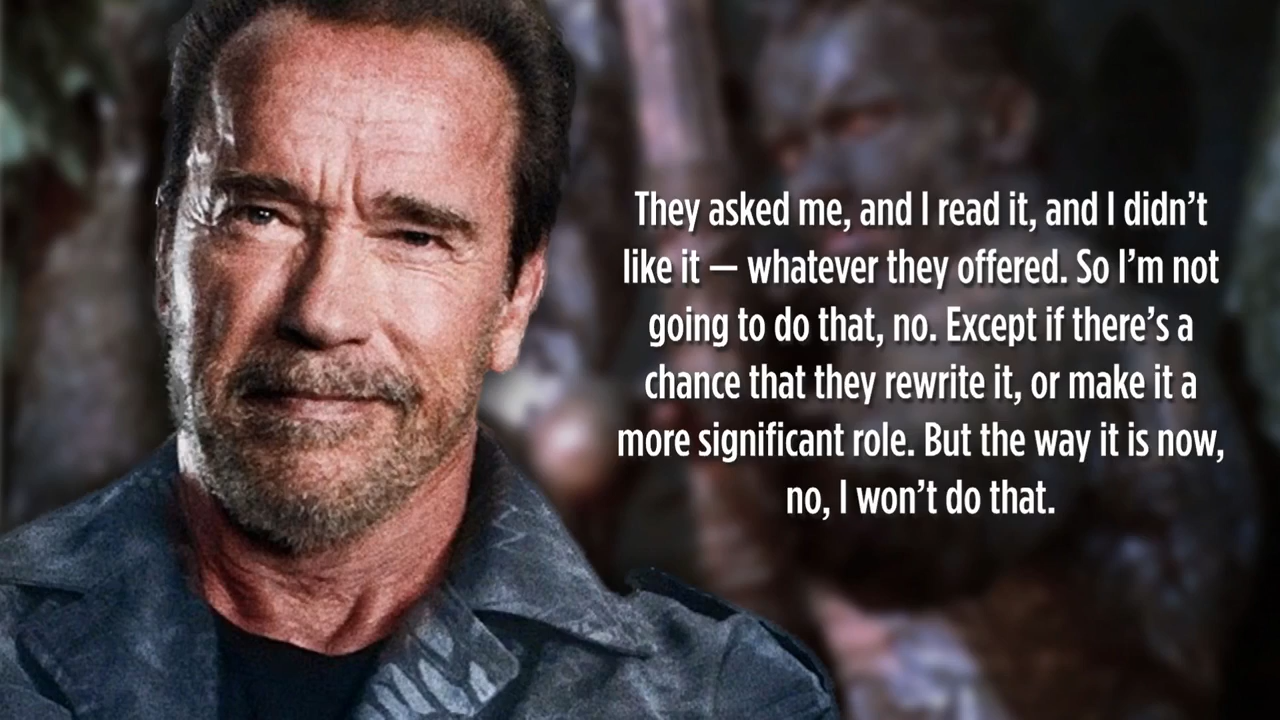 They asked me, and I read it, and I didn’t
like it — whatever they offered. So I’m not
going to do that, no. Except if there’s a
chance that they rewrite it, or make it a
more significant role. But the way it is now,
no, I won’t do that.